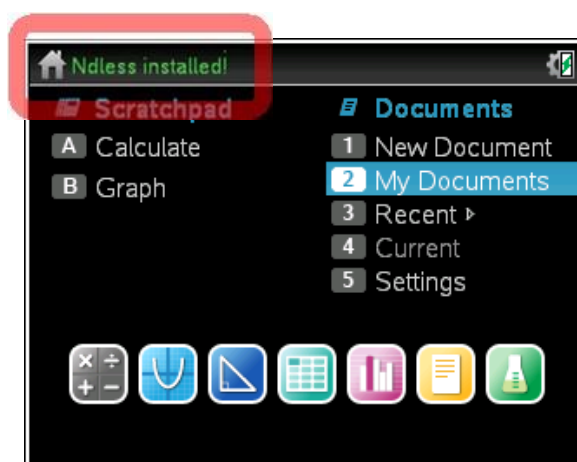 Ndless installed!
Scratchpad
A Calculate
B Graph
Documents
1 New Document
2 My Documents
3 Recent ▸
4 Current
5 Settings